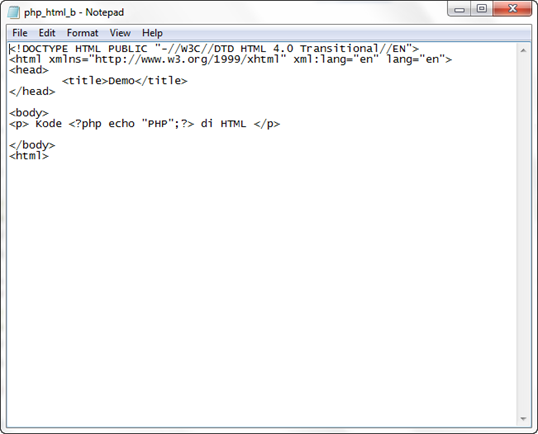 php_html_b - Notepad
File Edit Format View Help
<!DOCTYPE HTML PUBLIC "-//W3C//DTD HTML 4.0 Transitional//EN">
<html xmlns="http://www.w3.org/1999/xhtml" xml:lang="en" lang="en">
<head>
<title>Demo</title>
</head>
<body>
<p> Kode <?php echo "PHP";?> di HTML </p>
</body>
<html>